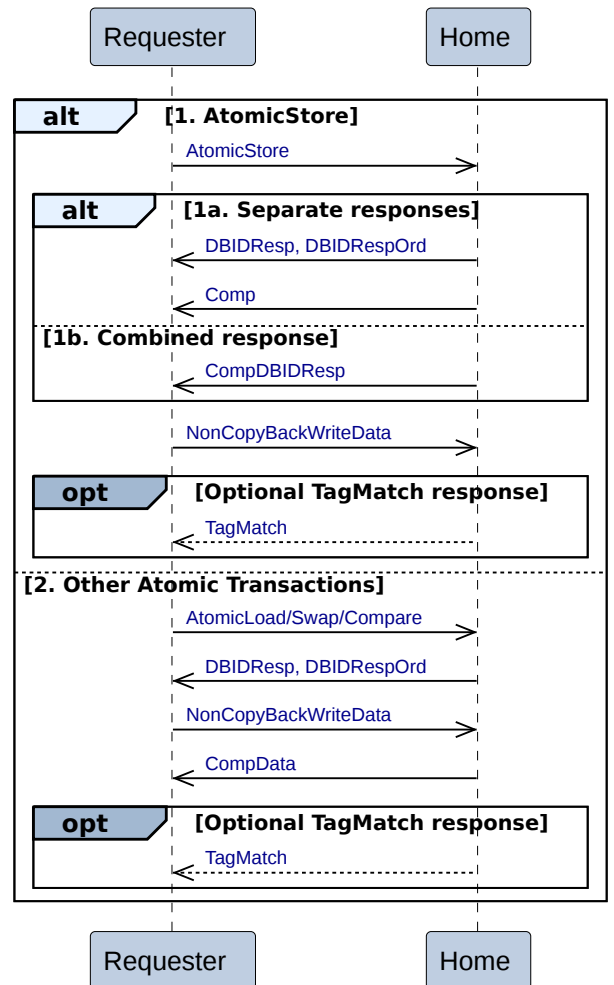 Requester
Home
alt
[1. AtomicStore]
AtomicStore
alt
[1a. Separate responses]
DBIDResp, DBIDRespOrd
Comp
[1b. Combined response]
CompDBIDResp
NonCopyBackWriteData
opt
[Optional TagMatch response]
TagMatch
[2. Other Atomic Transactions]
AtomicLoad/Swap/Compare
DBIDResp, DBIDRespOrd
NonCopyBackWriteData
CompData
opt
[Optional TagMatch response]
TagMatch
Requester
Home